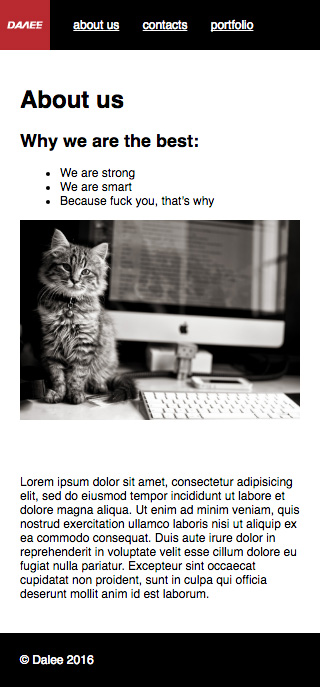 ДАЛЕЕ
about us contacts portfolio
About us
Why we are the best:
We are strong
We are smart
Because fuck you, that's why
Lorem ipsum dolor sit amet, consectetur adipisicing
elit, sed do eiusmod tempor incididunt ut labore et
dolore magna aliqua. Ut enim ad minim veniam, quis
nostrud exercitation ullamco laboris nisi ut aliquip ex
ea commodo consequat. Duis aute irure dolor in
reprehenderit in voluptate velit esse cillum dolore eu
fugiat nulla pariatur. Excepteur sint occaecat
cupidatat non proident, sunt in culpa qui officia
deserunt mollit anim id est laborum.
© Dalee 2016